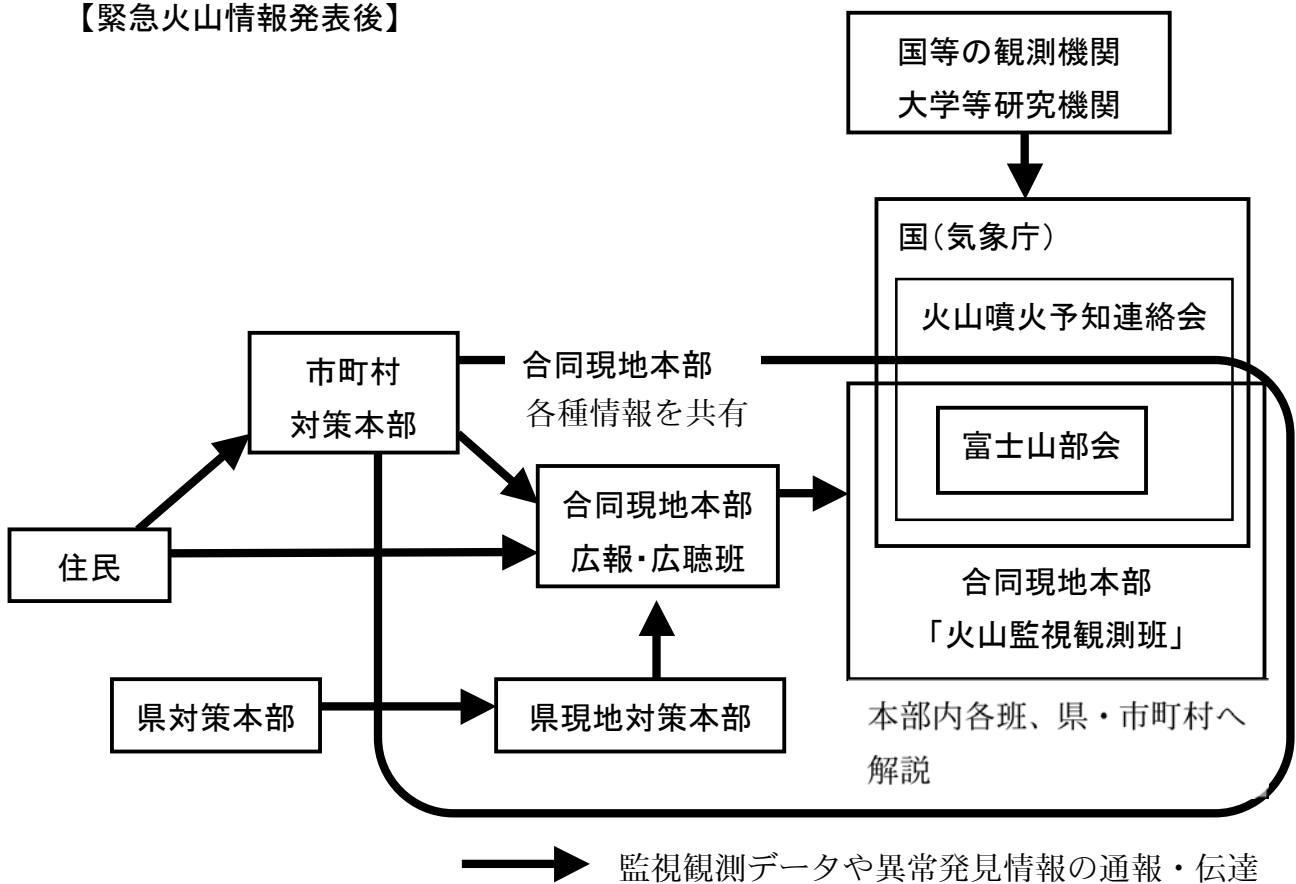 【緊急火山情報発表後】
国等の観測機関
大学等研究機関
国(気象庁)
火山噴火予知連絡会
市町村
対策本部
合同現地本部
各種情報を共有
富士山部会
合同現地本部
広報・広聴班
住民
合同現地本部
「火山監視観測班」
県対策本部
県現地対策本部
本部内各班、県・市町村へ
解説
監視観測データや異常発見情報の通報・伝達